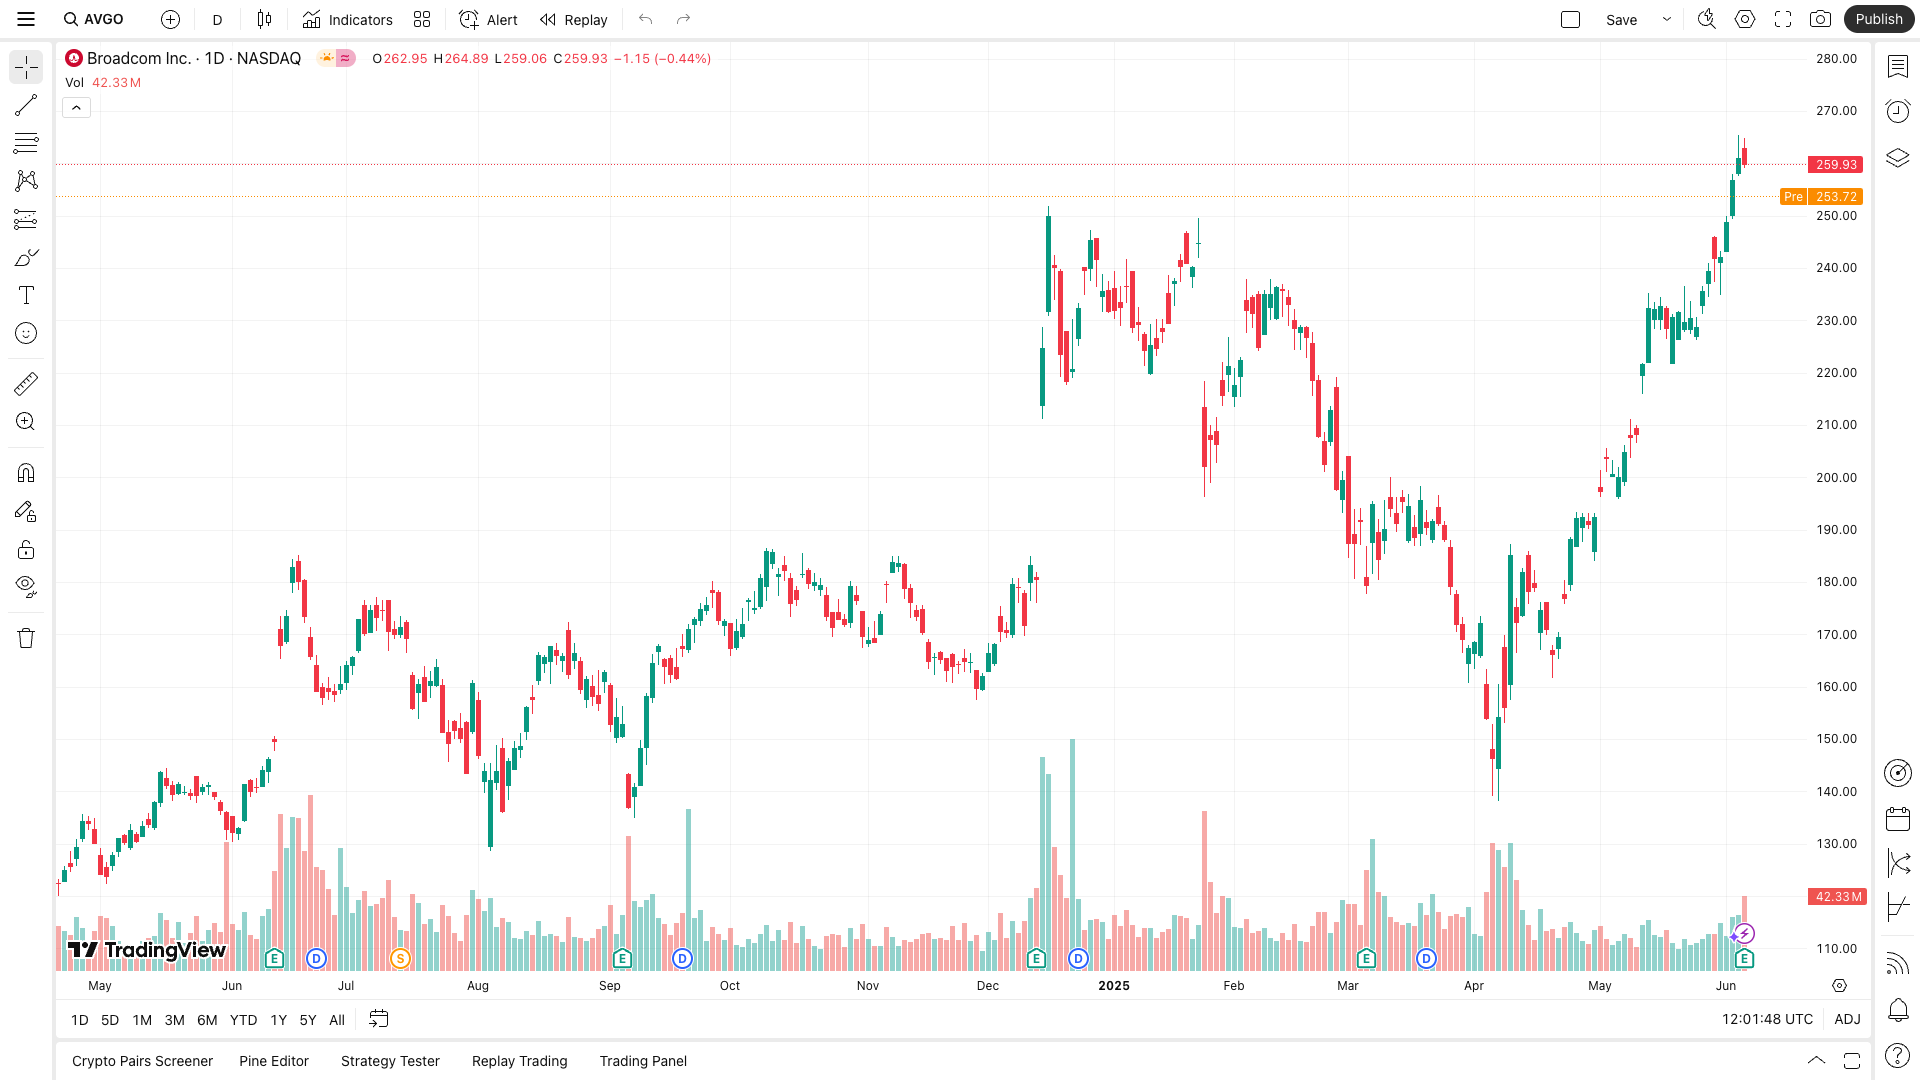 AVGO
D
Indicators
Alert
Replay
Save
Publish
Broadcom Inc. · 1D · NASDAQ
O262.95 H264.89 L259.06 C259.93 −1.15 (−0.44%)
Vol 42.33M
280.00
270.00
259.93
Pre 253.72
250.00
240.00
230.00
220.00
210.00
200.00
190.00
180.00
170.00
160.00
150.00
140.00
130.00
42.33M
110.00
TradingView
E D S E D E D E D E
May Jun Jul Aug Sep Oct Nov Dec 2025 Feb Mar Apr May Jun
1D 5D 1M 3M 6M YTD 1Y 5Y All
12:01:48 UTC ADJ
Crypto Pairs Screener Pine Editor Strategy Tester Replay Trading Trading Panel